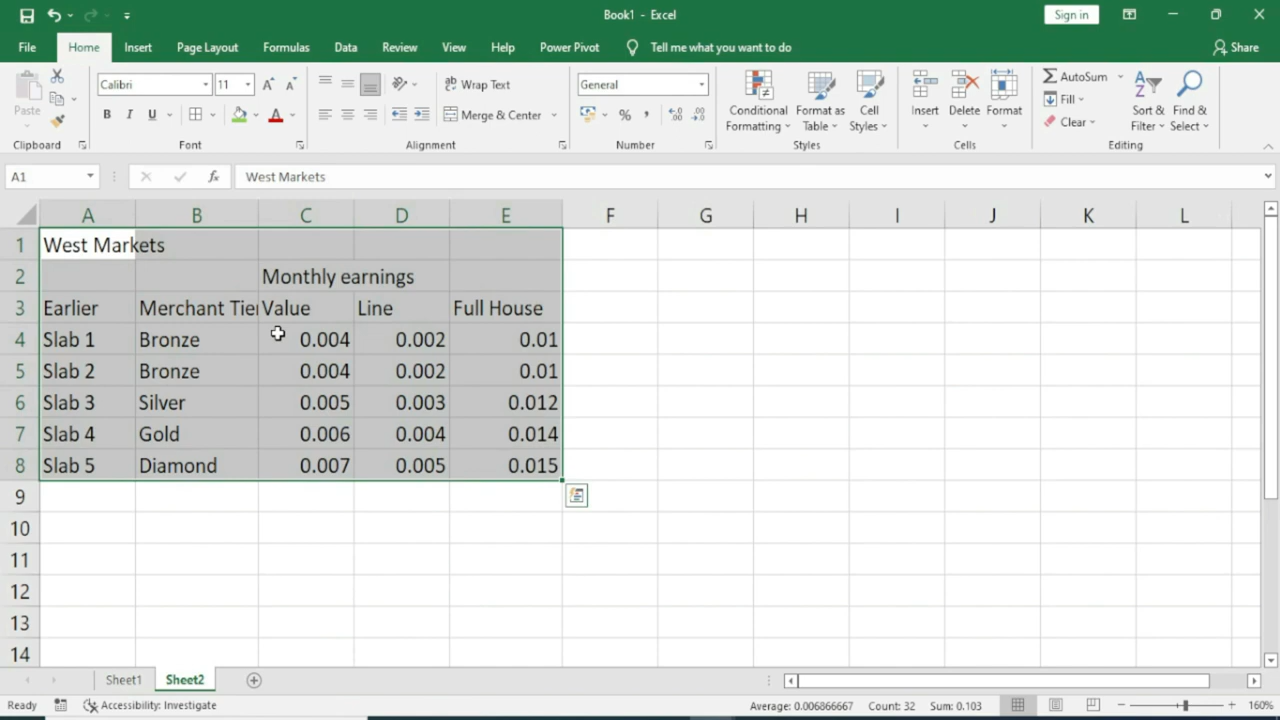 Book1 - Excel
Sign in
File Home Insert Page Layout Formulas Data Review View Help Power Pivot Tell me what you want to do Share
Paste
Calibri 11
B I U A
Wrap Text
Merge & Center
General
% ,
Conditional Formatting
Format as Table
Cell Styles
Insert Delete Format
AutoSum
Fill
Clear
Sort & Filter
Find & Select
Clipboard Font Alignment Number Styles Cells Editing
A1 fx West Markets
A B C D E F G H I J K L
1 West Markets
2 Monthly earnings
3 Earlier Merchant Tier Value Line Full House
4 Slab 1 Bronze 0.004 0.002 0.01
5 Slab 2 Bronze 0.004 0.002 0.01
6 Slab 3 Silver 0.005 0.003 0.012
7 Slab 4 Gold 0.006 0.004 0.014
8 Slab 5 Diamond 0.007 0.005 0.015
9
10
11
12
13
14
Sheet1 Sheet2
Ready Accessibility: Investigate Average: 0.006866667 Count: 32 Sum: 0.103 160%